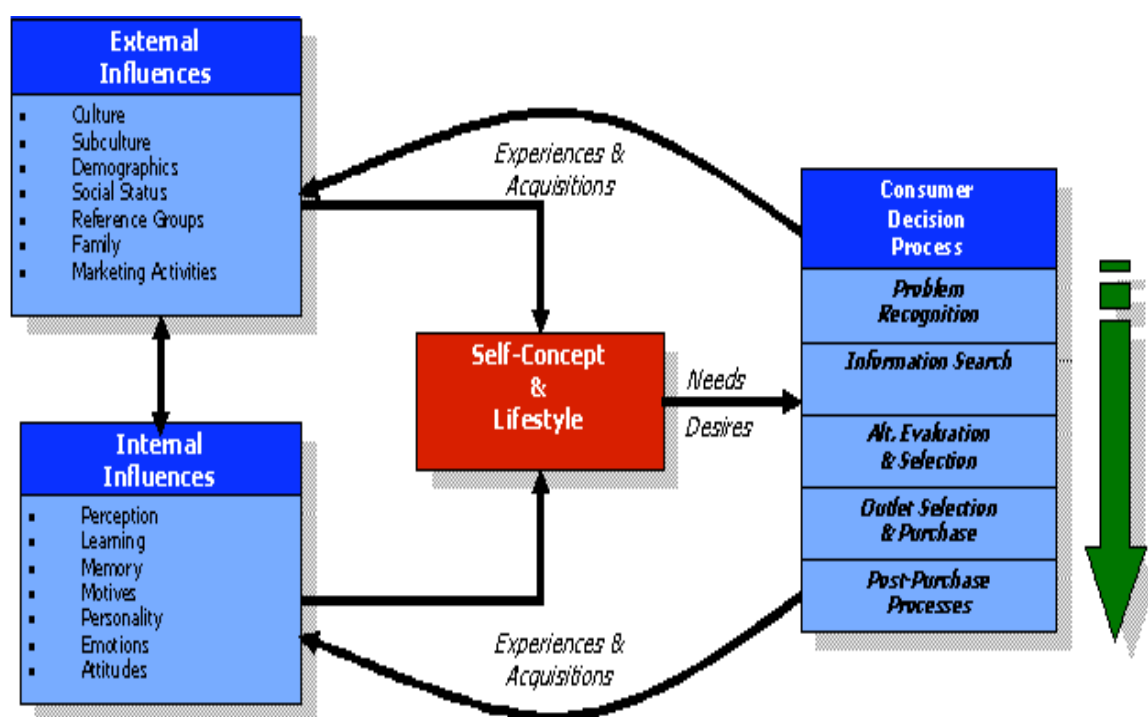 External
Influences
Culture
Subculture
Demographics
Social Status
Reference Groups
Family
Marketing Activities
Internal
Influences
Perception
Learning
Memory
Motives
Personality
Emotions
Attitudes
Experiences &
Acquisitions
Self-Concept
&
Lifestyle
Needs
Desires
Experiences &
Acquisitions
Consumer
Decision
Process
Problem
Recognition
Information Search
Alt. Evaluation
& Selection
Outlet Selection
& Purchase
Post-Purchase
Processes